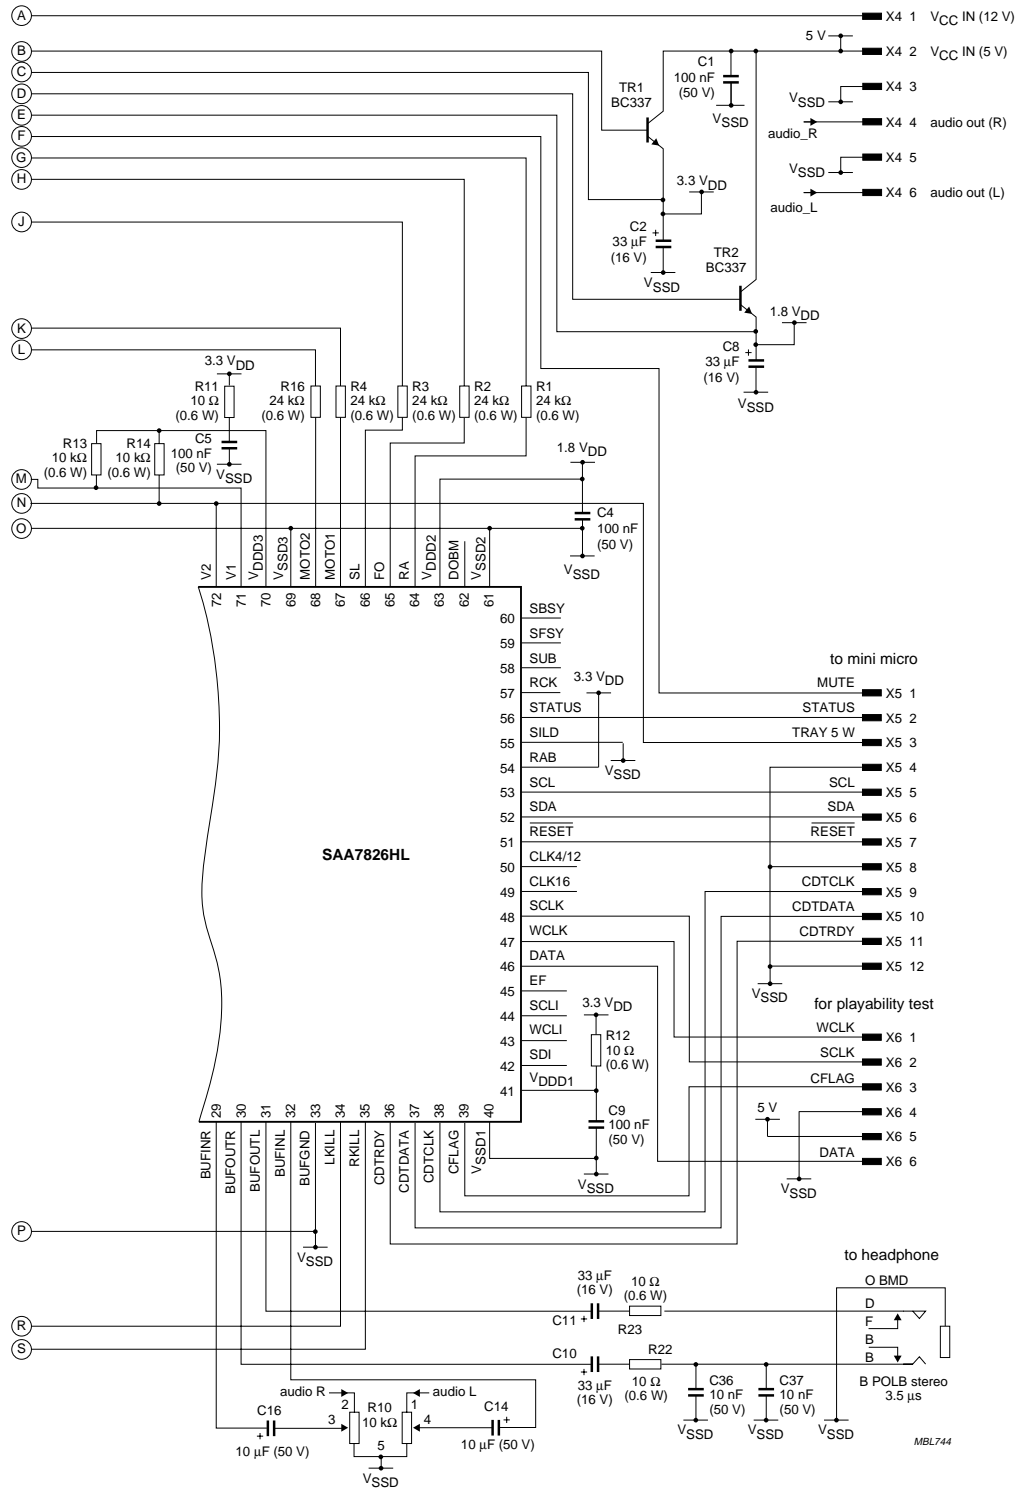 A
X4 1 VCC IN (12 V)
5 V
B
X4 2 VCC IN (5 V)
C
C1
100 nF
(50 V)
VSSD
TR1
BC337
D
X4 3
VSSD
E
X4 4 audio out (R)
audio_R
F
G
X4 5
VSSD
H
X4 6 audio out (L)
audio_L
3.3 VDD
J
C2
+
33 µF
(16 V)
VSSD
TR2
BC337
1.8 VDD
K
L
C8
+
33 µF
(16 V)
VSSD
3.3 VDD
R11
10 Ω
(0.6 W)
R16
24 kΩ
(0.6 W)
R4
24 kΩ
(0.6 W)
R3
24 kΩ
(0.6 W)
R2
24 kΩ
(0.6 W)
R1
24 kΩ
(0.6 W)
R13
10 kΩ
(0.6 W)
R14
10 kΩ
(0.6 W)
C5
100 nF
(50 V)
VSSD
1.8 VDD
M
N
O
C4
100 nF
(50 V)
VSSD
V2
V1
VDDD3
VSSD3
MOTO2
MOTO1
SL
FO
RA
VDDD2
DOBM
VSSD2
72 71 70 69 68 67 66 65 64 63 62 61
60 SBSY
59 SFSY
58 SUB
57 RCK
56 STATUS
55 SILD
54 RAB
53 SCL
52 SDA
51 RESET
50 CLK4/12
49 CLK16
48 SCLK
47 WCLK
46 DATA
45 EF
44 SCLI
43 WCLI
42 SDI
41 VDDD1
SAA7826HL
3.3 VDD
VSSD
to mini micro
MUTE X5 1
STATUS X5 2
TRAY 5 W X5 3
X5 4
SCL X5 5
SDA X5 6
RESET X5 7
X5 8
CDTCLK X5 9
CDTDATA X5 10
CDTRDY X5 11
X5 12
VSSD
for playability test
WCLK X6 1
SCLK X6 2
CFLAG X6 3
X6 4
5 V
X6 5
DATA X6 6
VSSD
3.3 VDD
R12
10 Ω
(0.6 W)
C9
100 nF
(50 V)
VSSD
29 30 31 32 33 34 35 36 37 38 39 40
BUFINR
BUFOUTR
BUFOUTL
BUFINL
BUFGND
LKILL
RKILL
CDTRDY
CDTDATA
CDTCLK
CFLAG
VSSD1
P
VSSD
R
S
to headphone
O BMD
33 µF
(16 V)
C11 +
10 Ω
(0.6 W)
R23
D
F
B
B
B POLB stereo
3.5 µs
C10
+
33 µF
(16 V)
R22
10 Ω
(0.6 W)
C36
10 nF
(50 V)
VSSD
C37
10 nF
(50 V)
VSSD
VSSD
audio R
audio L
2
1
R10
10 kΩ
3
4
5
VSSD
C16
+
10 µF (50 V)
C14
+
10 µF (50 V)
MBL744